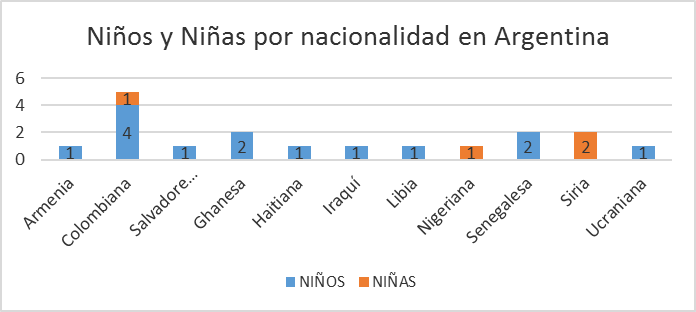 Niños y Niñas por nacionalidad en Argentina
6
4
2
0
1
4
1
1
2
1
1
1
1
2
2
1
Armenia
Colombiana
Salvadore...
Ghanesa
Haitiana
Iraquí
Libia
Nigeriana
Senegalesa
Siria
Ucraniana
NIÑOS NIÑAS